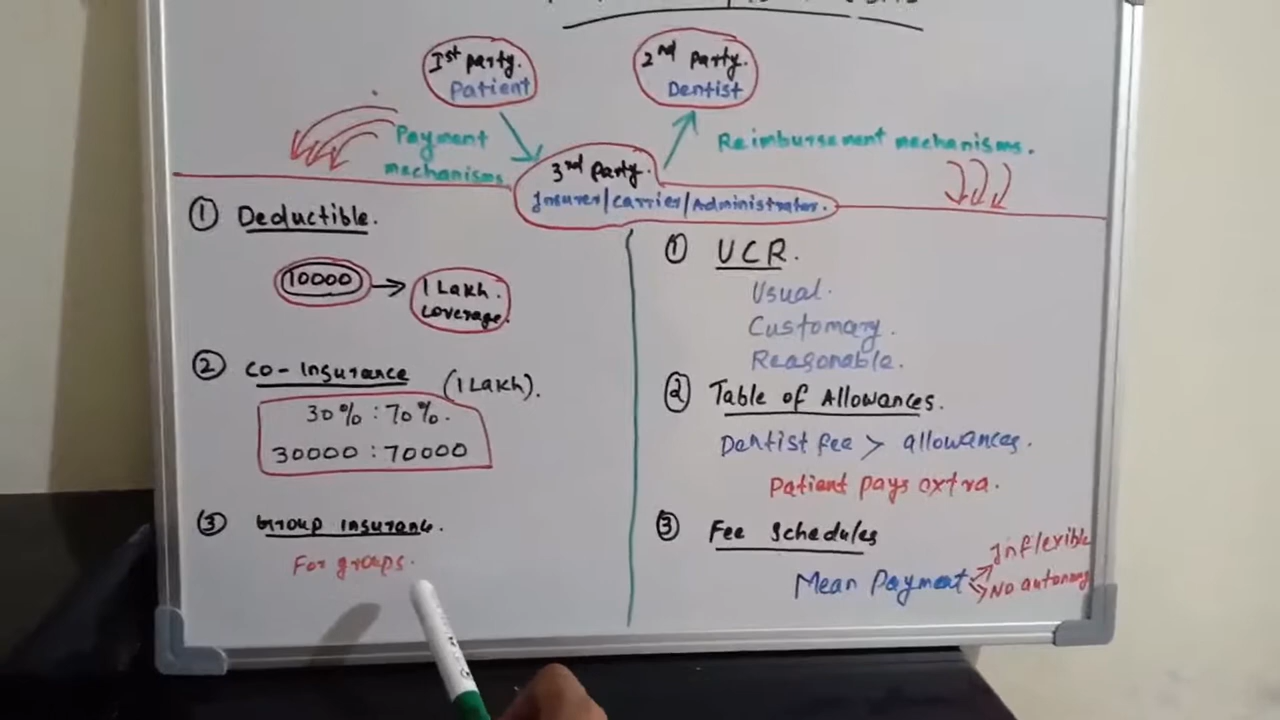 1st party.
Patient
2nd Party.
Dentist
Payment
mechanisms.
3rd Party.
Insurer/Carrier/Administrator.
Reimbursement mechanisms.
① Deductible.
10000 → 1 Lakh.
Coverage.
② Co-Insurance (1 Lakh).
30% : 70%.
30000 : 70000
③ Group Insurance.
For groups.
① UCR.
Usual.
Customary.
Reasonable.
② Table of Allowances.
Dentist fee > allowances.
Patient pays extra.
③ Fee Schedules
Mean Payment
Inflexible
No autonomy